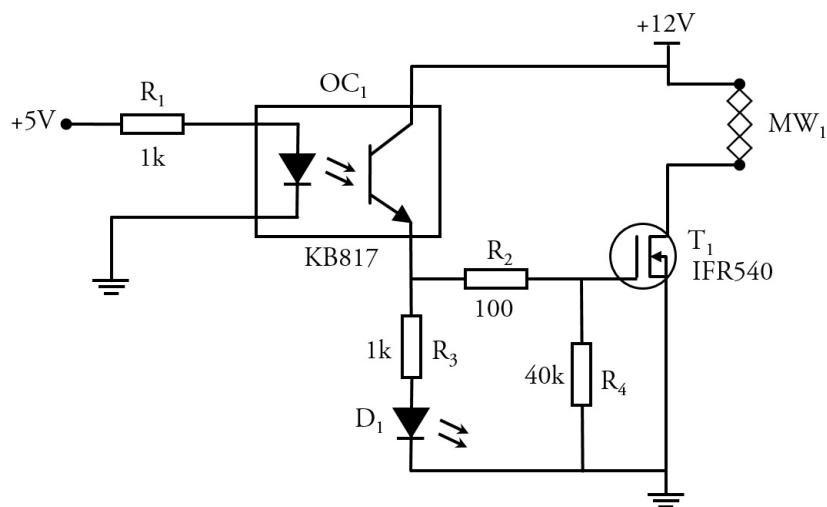 +12V
OC₁
R₁
+5V
1k
MW₁
KB817
R₂
T₁
IFR540
100
1k
R₃
40k
R₄
D₁